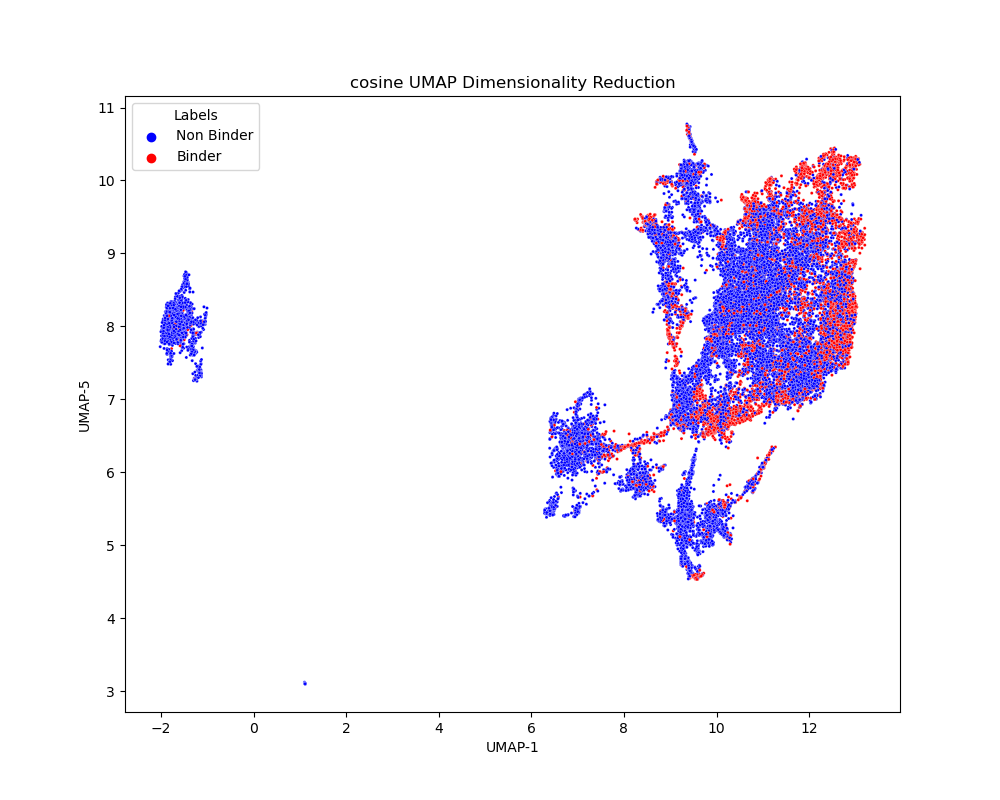 cosine UMAP Dimensionality Reduction
Labels
Non Binder
Binder
11
10
9
8
7
6
5
4
3
UMAP-5
−2
0
2
4
6
8
10
12
UMAP-1